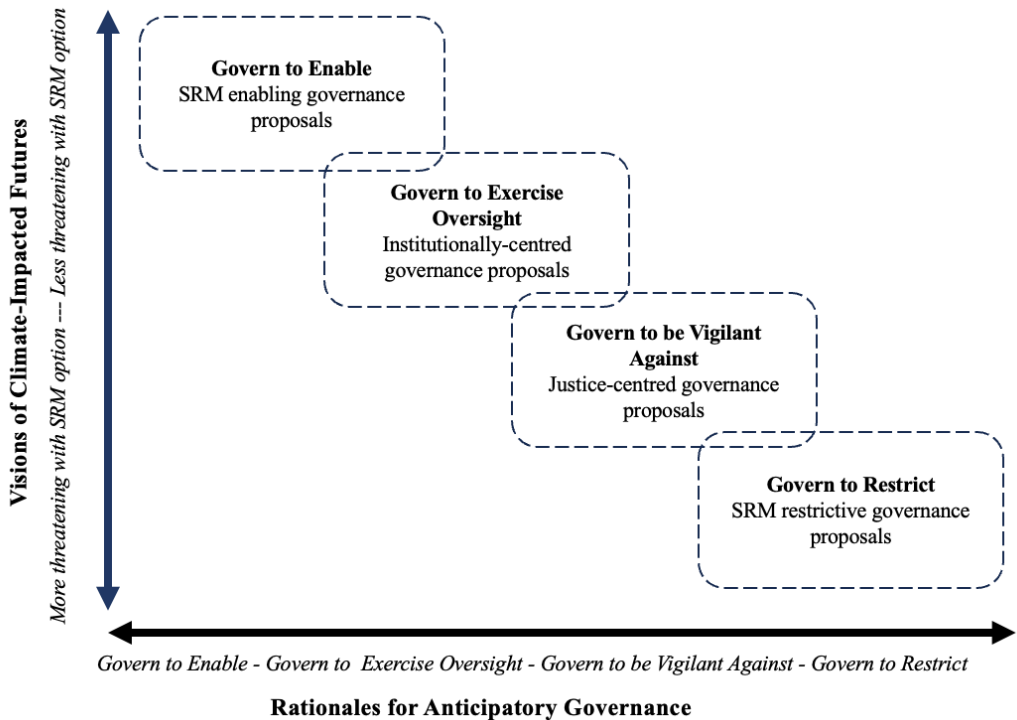 Visions of Climate-Impacted Futures
More threatening with SRM option --- Less threatening with SRM option
Govern to Enable
SRM enabling governance
proposals
Govern to Exercise
Oversight
Institutionally-centred
governance proposals
Govern to be Vigilant
Against
Justice-centred governance
proposals
Govern to Restrict
SRM restrictive governance
proposals
Govern to Enable - Govern to  Exercise Oversight - Govern to be Vigilant Against - Govern to Restrict
Rationales for Anticipatory Governance